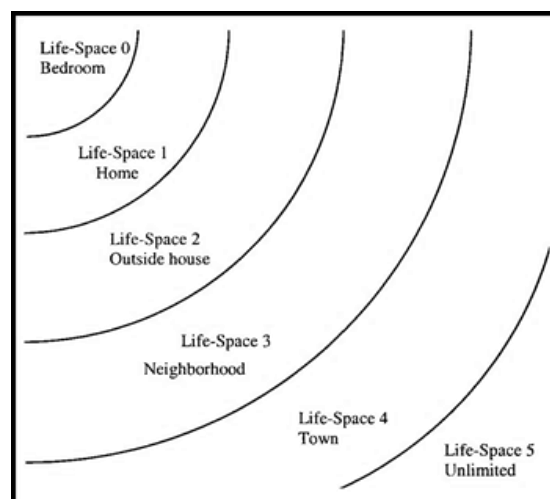 Life-Space 0
Bedroom
Life-Space 1
Home
Life-Space 2
Outside house
Life-Space 3
Neighborhood
Life-Space 4
Town
Life-Space 5
Unlimited